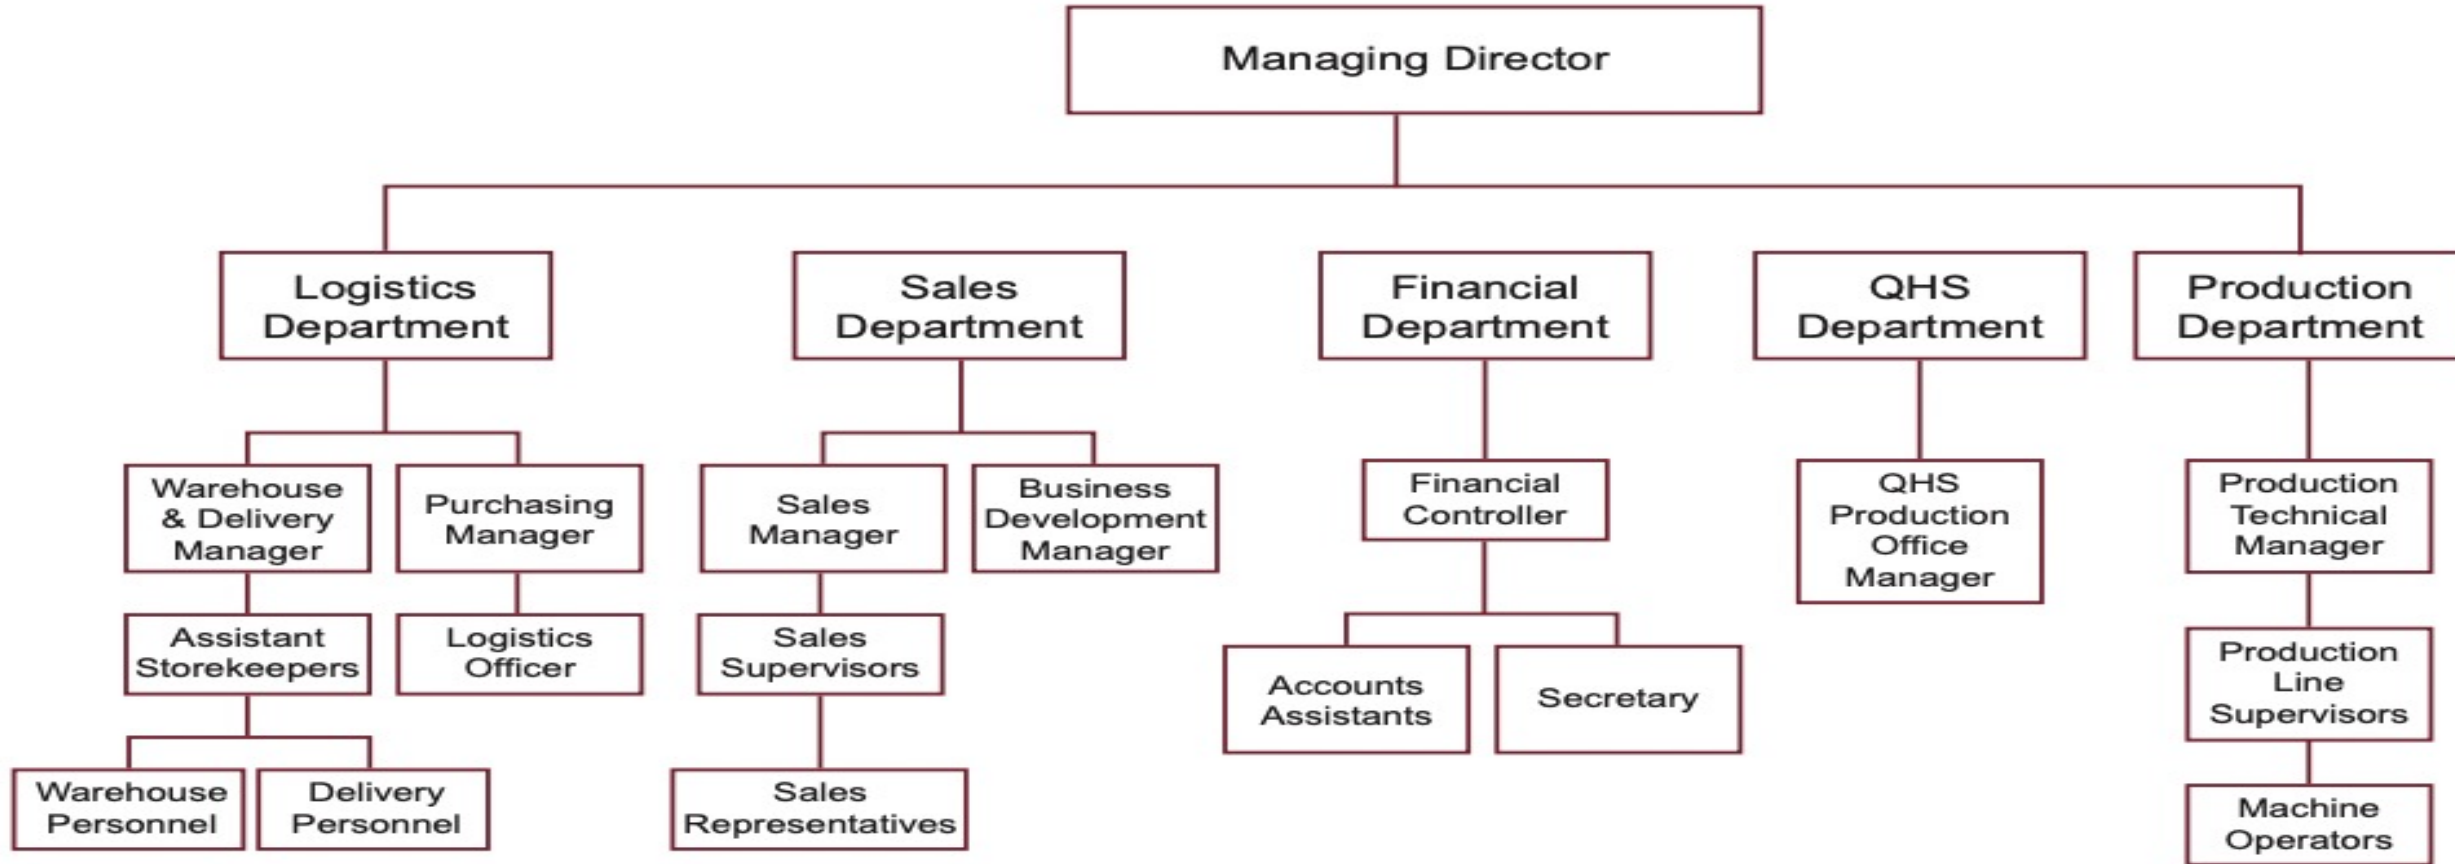 Managing Director
Logistics
Department
Sales
Department
Financial
Department
QHS
Department
Production
Department
Warehouse
& Delivery
Manager
Purchasing
Manager
Sales
Manager
Business
Development
Manager
Financial
Controller
QHS
Production
Office
Manager
Production
Technical
Manager
Assistant
Storekeepers
Logistics
Officer
Sales
Supervisors
Accounts
Assistants
Secretary
Production
Line
Supervisors
Warehouse
Personnel
Delivery
Personnel
Sales
Representatives
Machine
Operators